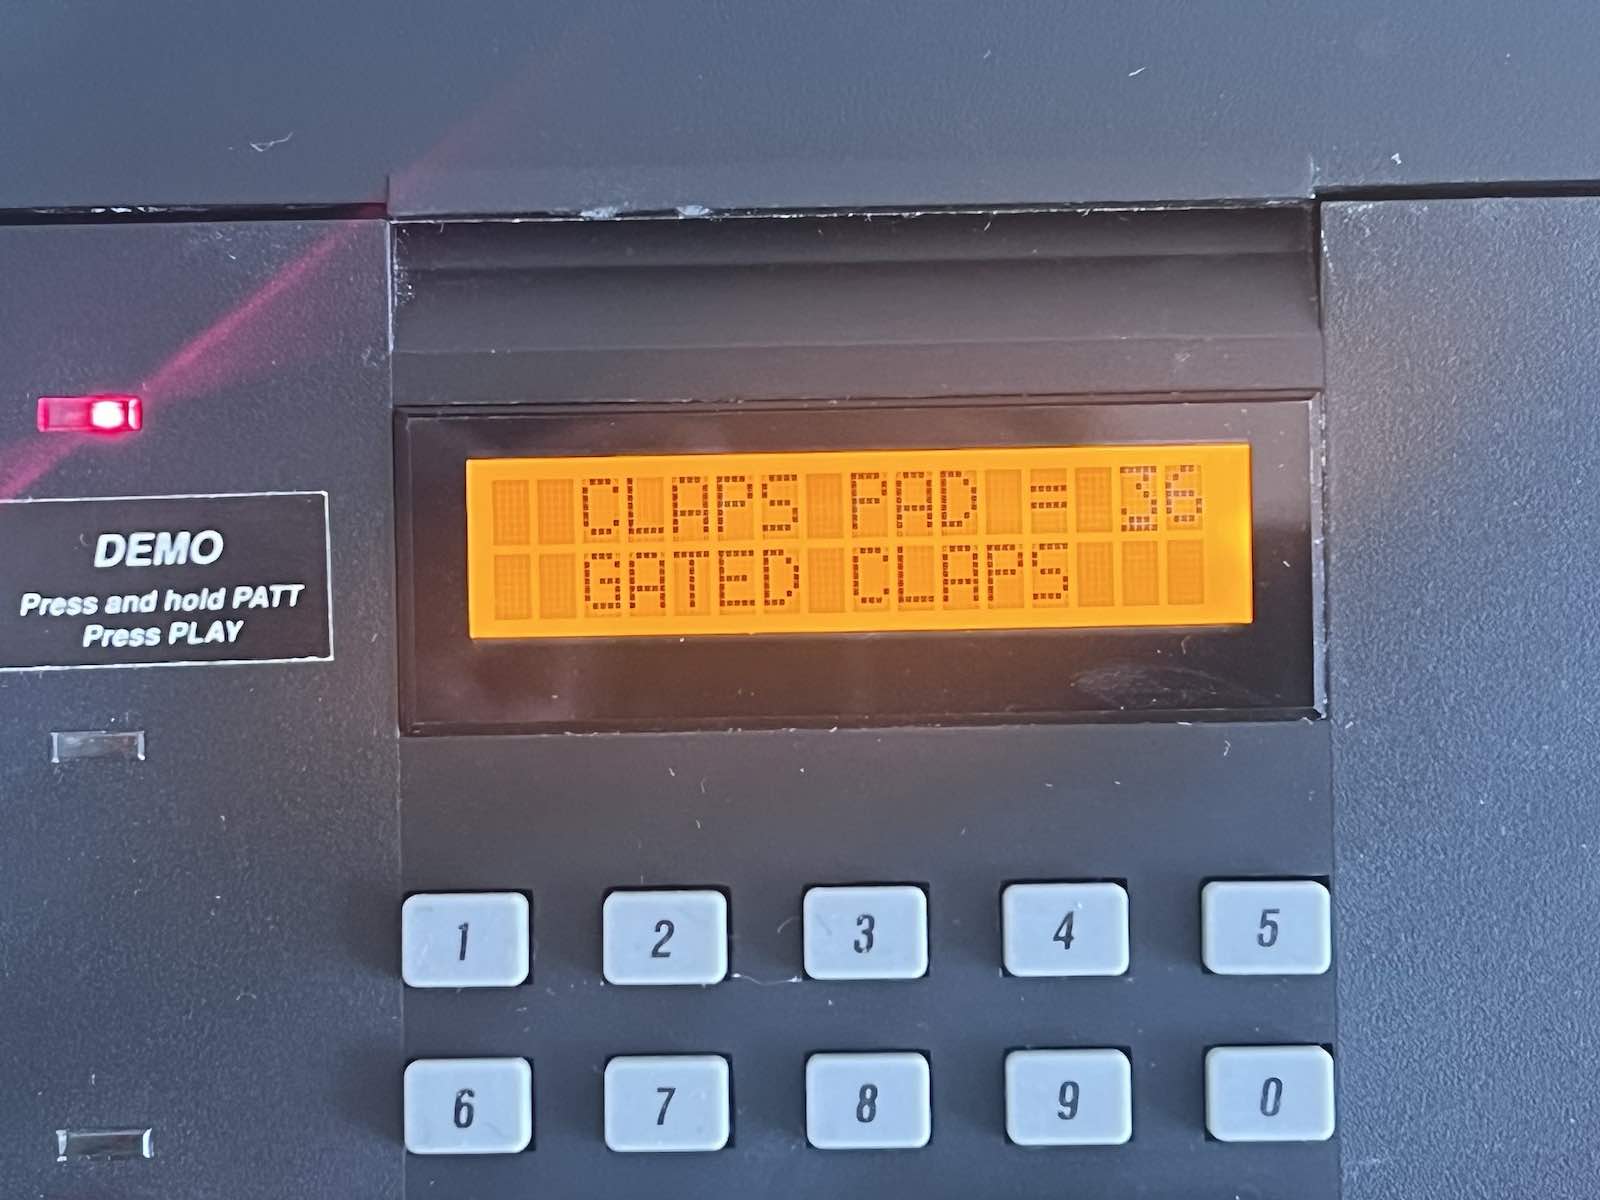 CLAPS PAD = 36
GATED CLAPS
DEMO
Press and hold PATT
Press PLAY
1 2 3 4 5
6 7 8 9 0